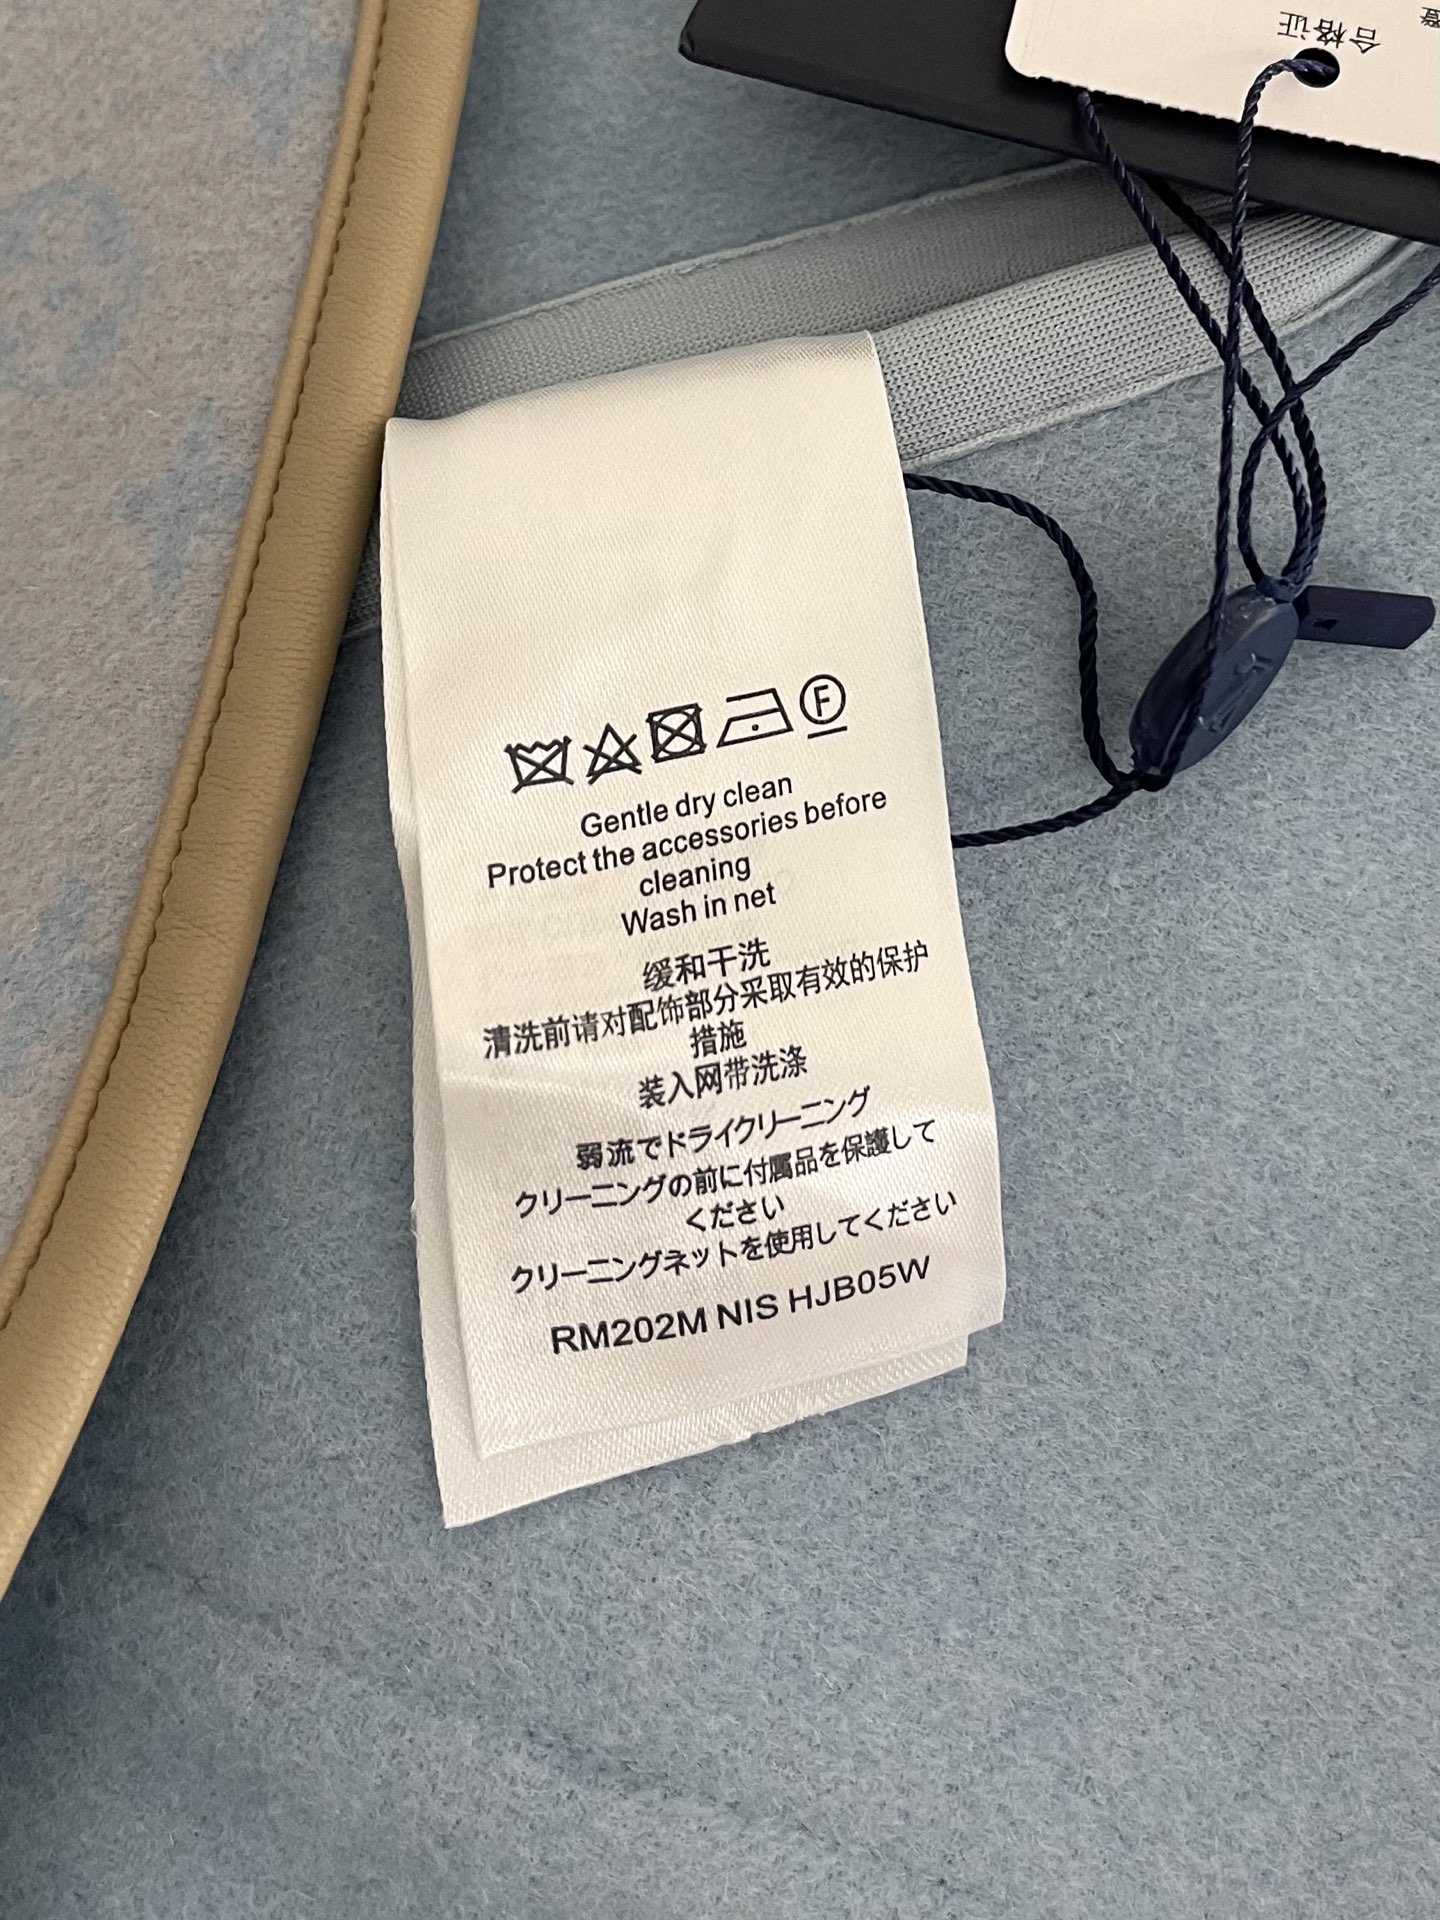 合格证
F
Gentle dry clean
Protect the accessories before
cleaning
Wash in net
缓和干洗
清洗前请对配饰部分采取有效的保护
措施
装入网带洗涤
弱流でドライクリーニング
クリーニングの前に付属品を保護して
ください
クリーニングネットを使用してください
RM202M NIS HJB05W